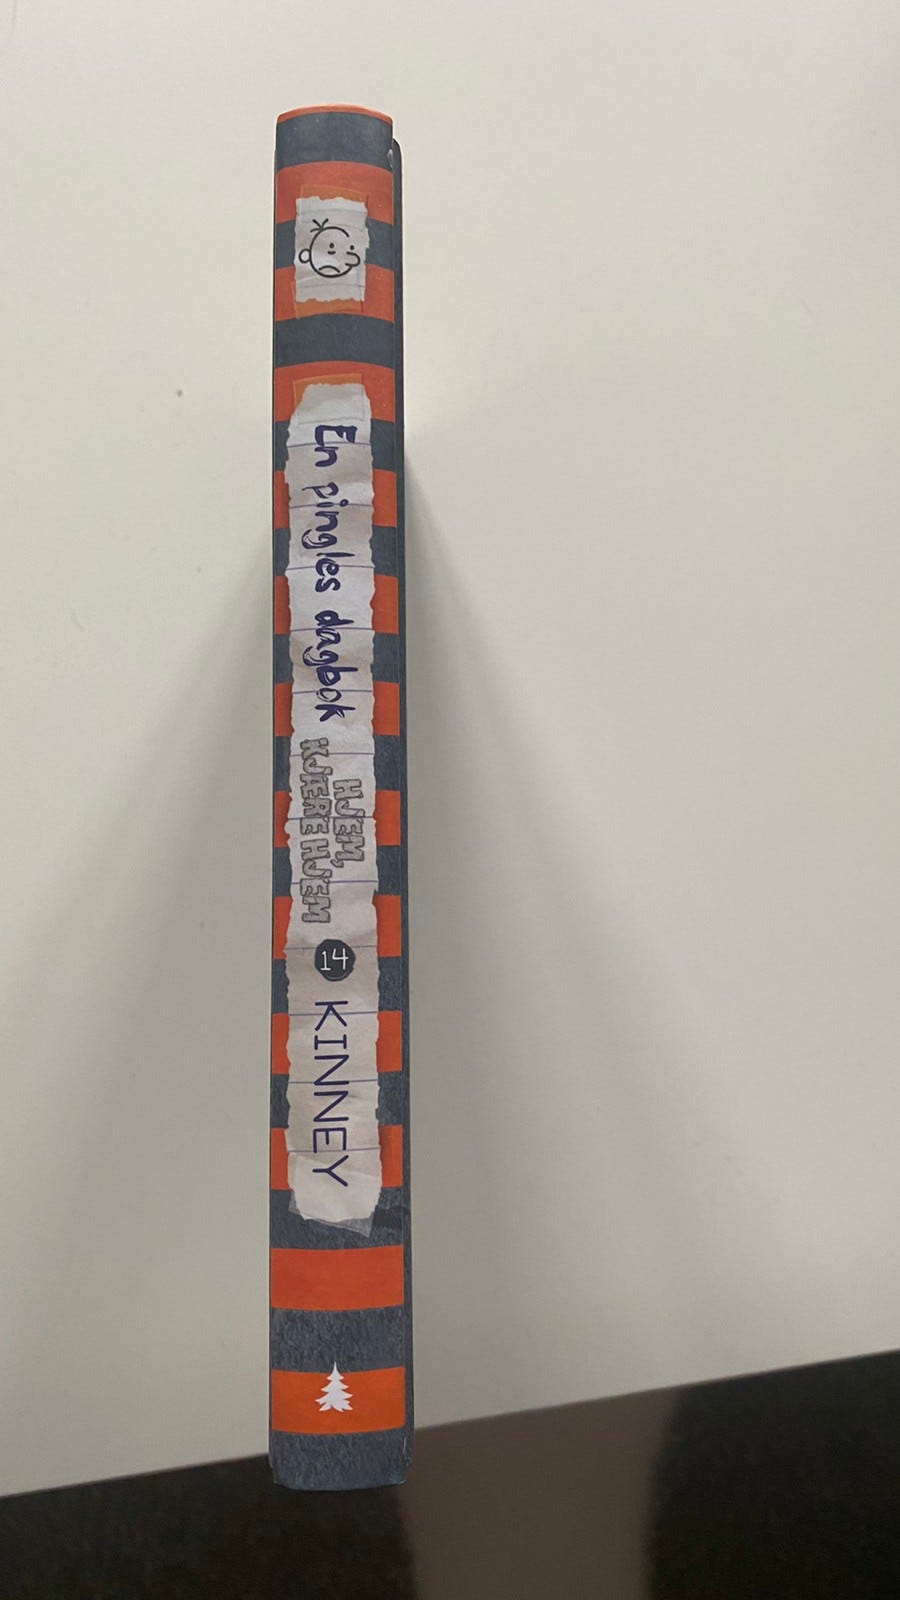 En pingles dagbok
HJEM,
KJÆRE HJEM
14
KINNEY